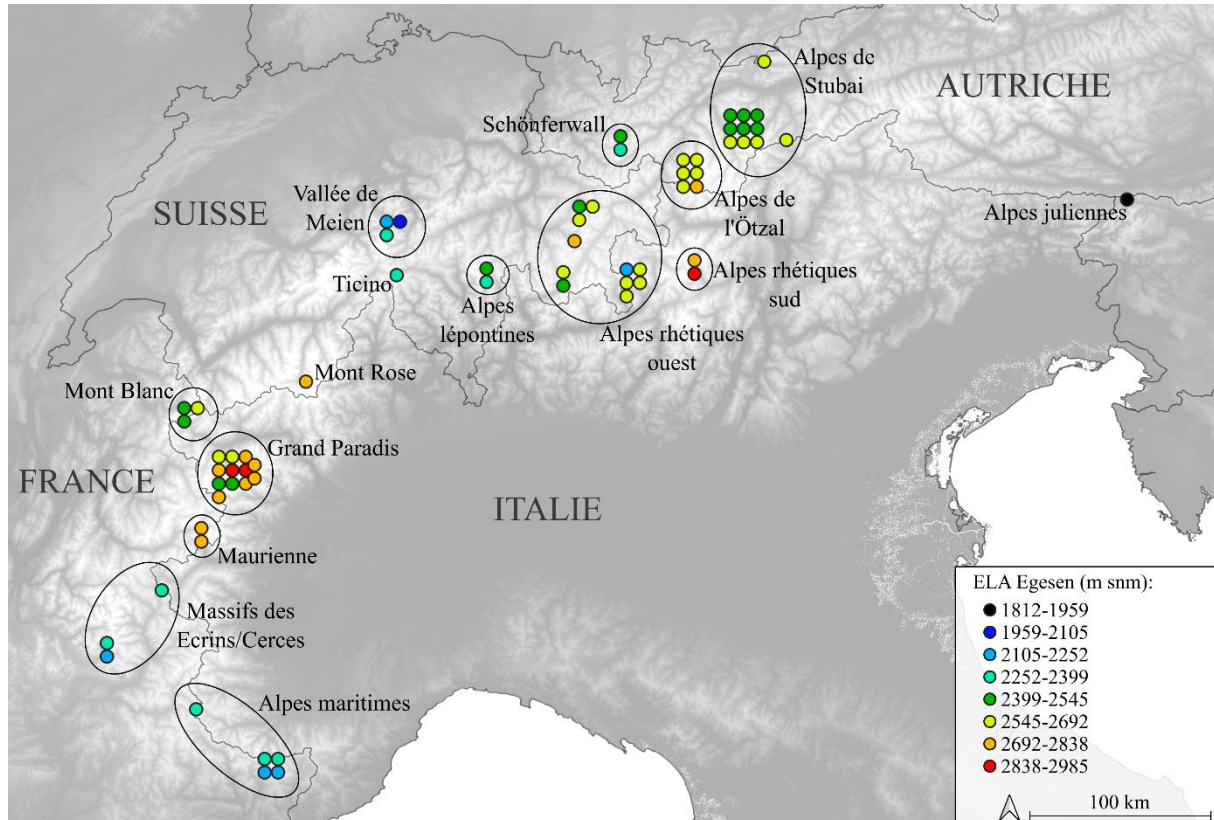 Alpes de
Stubai
AUTRICHE
Schönferwall
Vallée de
Meien
SUISSE
Alpes de
l'Ötzal
Alpes juliennes
Ticino
Alpes
lépontines
Alpes rhétiques
sud
Alpes rhétiques
ouest
Mont Rose
Mont Blanc
Grand Paradis
FRANCE
ITALIE
Maurienne
Massifs des
Ecrins/Cerces
Alpes maritimes
ELA Egesen (m snm):
1812-1959
1959-2105
2105-2252
2252-2399
2399-2545
2545-2692
2692-2838
2838-2985
100 km